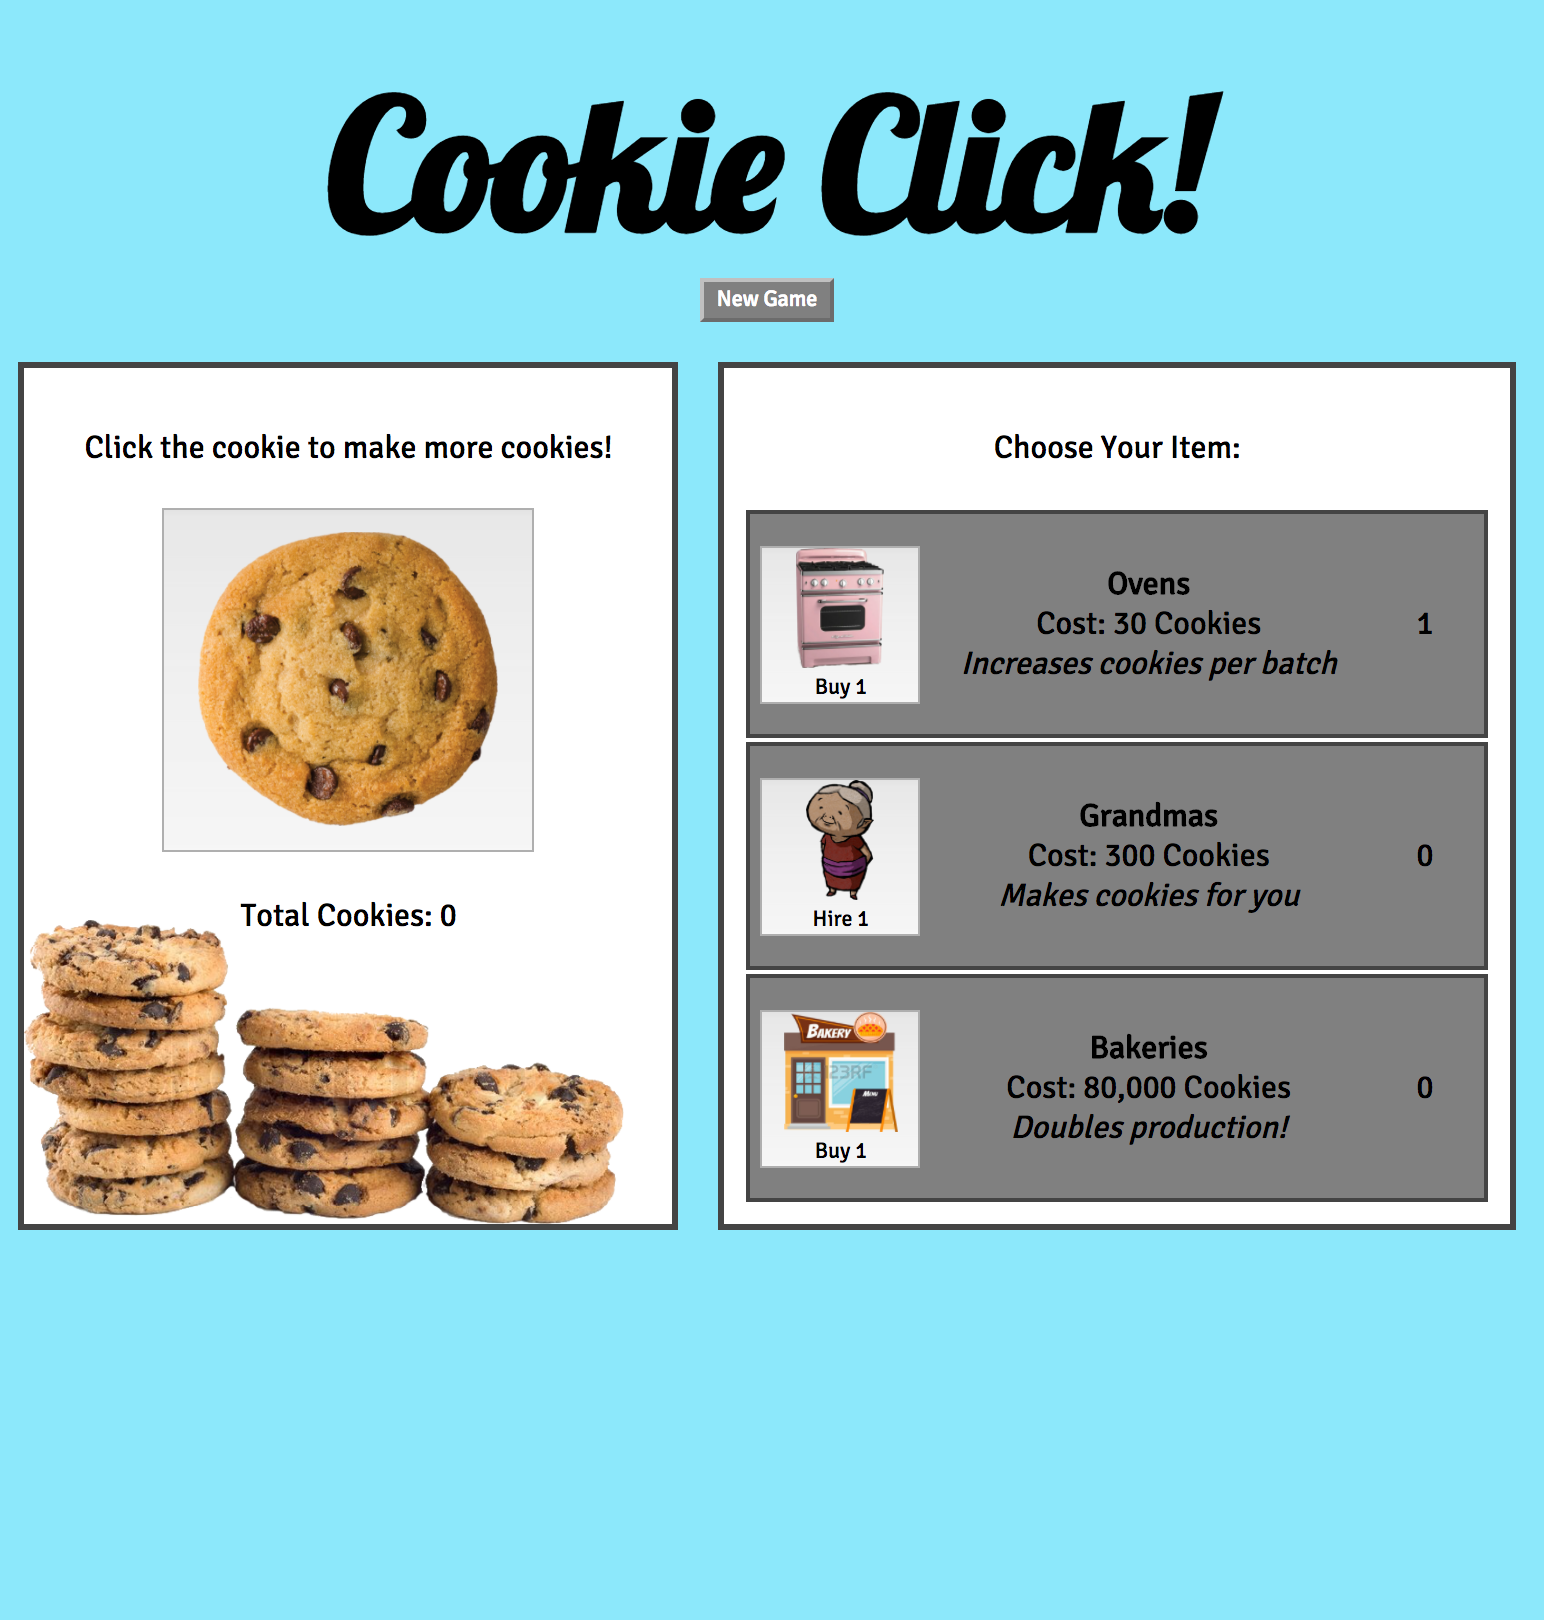 Cookie Click!
New Game
Click the cookie to make more cookies!
Total Cookies: 0
Choose Your Item:
Buy 1
Ovens
Cost: 30 Cookies
Increases cookies per batch
1
Hire 1
Grandmas
Cost: 300 Cookies
Makes cookies for you
0
BAKERY
23RF
MENU
Buy 1
Bakeries
Cost: 80,000 Cookies
Doubles production!
0